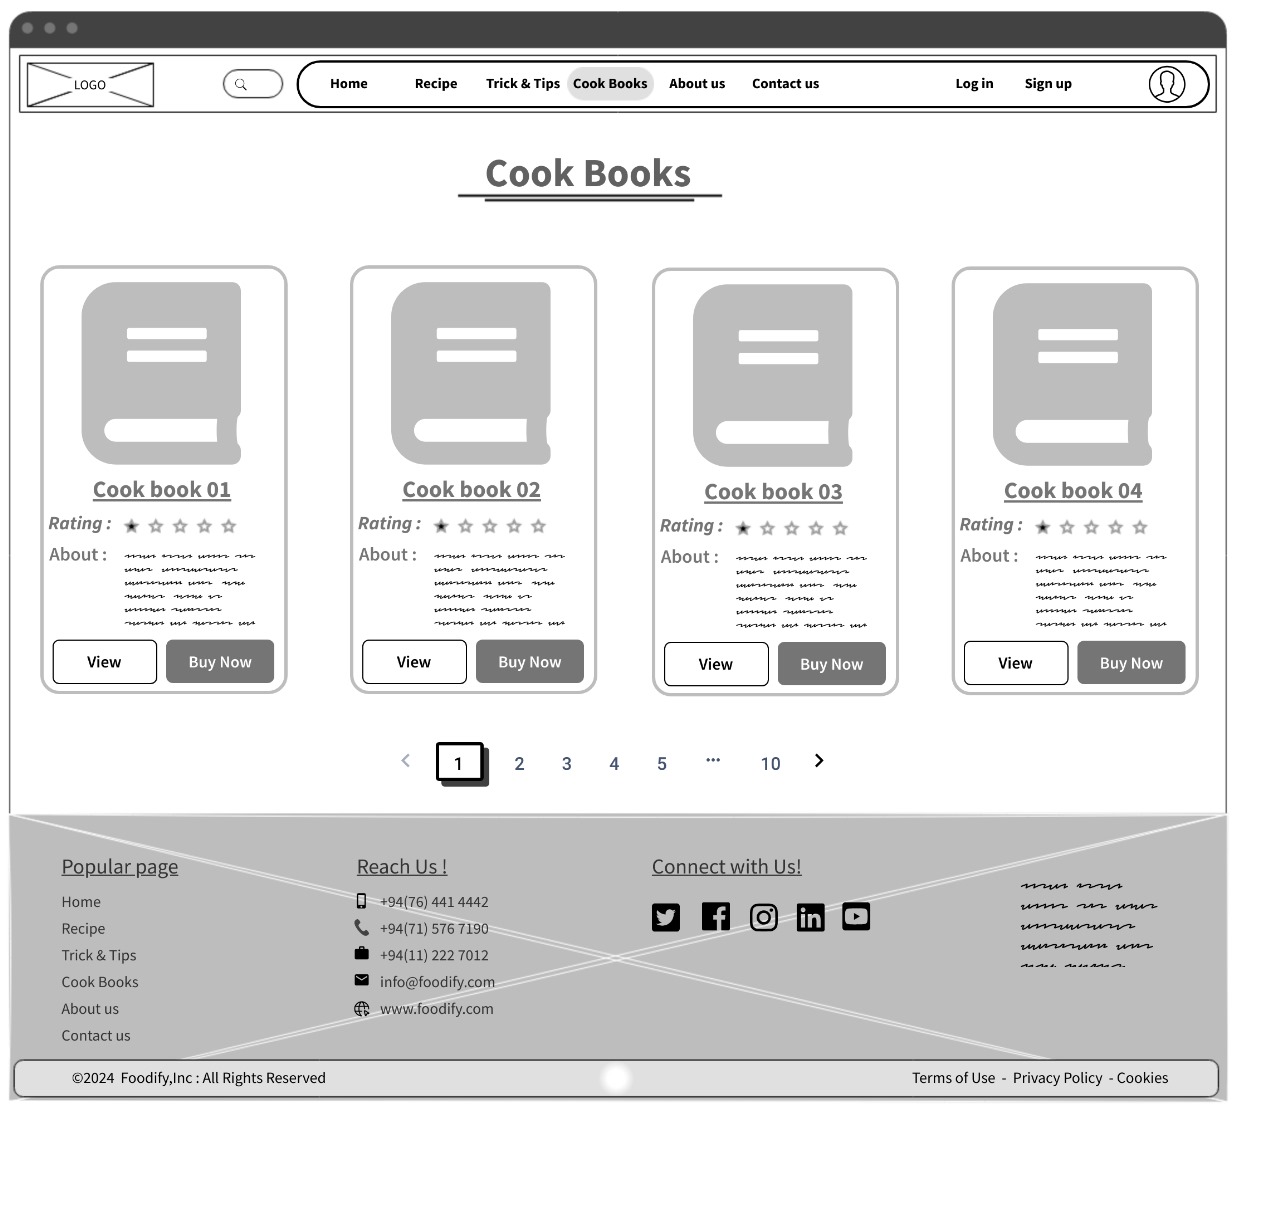 LOGO
Home Recipe Trick & Tips Cook Books About us Contact us Log in Sign up
Cook Books
Cook book 01
Rating :
About :
View Buy Now
Cook book 02
Rating :
About :
View Buy Now
Cook book 03
Rating :
About :
View Buy Now
Cook book 04
Rating :
About :
View Buy Now
1 2 3 4 5 ... 10
Popular page
Home
Recipe
Trick & Tips
Cook Books
About us
Contact us
Reach Us !
+94(76) 441 4442
+94(71) 576 7190
+94(11) 222 7012
info@foodify.com
www.foodify.com
Connect with Us!
©2024 Foodify,Inc : All Rights Reserved
Terms of Use - Privacy Policy - Cookies